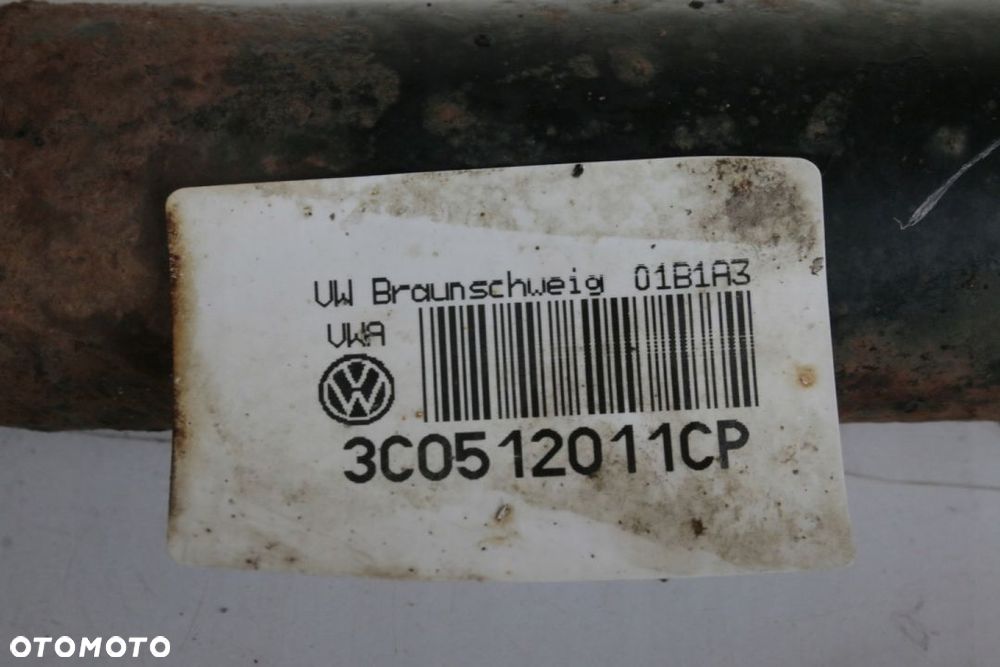 VW Braunschweig 01B1A3
VWA
3C0512011CP
OTOMOTO